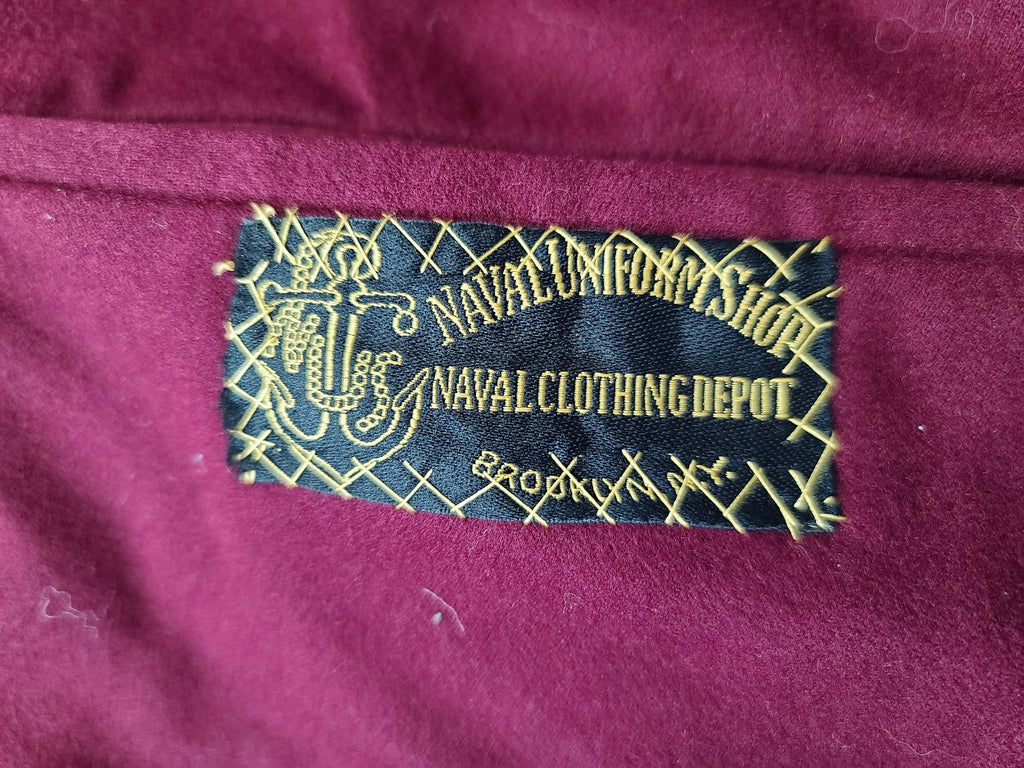 NAVAL UNIFORM SHOP
NAVAL CLOTHING DEPOT
BROOKLYN N.Y.